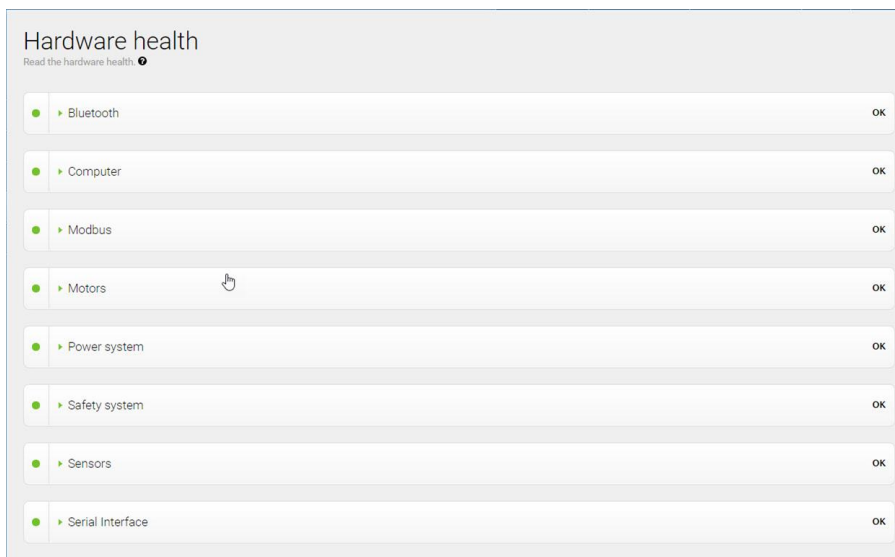 Hardware health
Read the hardware health. ?
Bluetooth OK
Computer OK
Modbus OK
Motors OK
Power system OK
Safety system OK
Sensors OK
Serial Interface OK